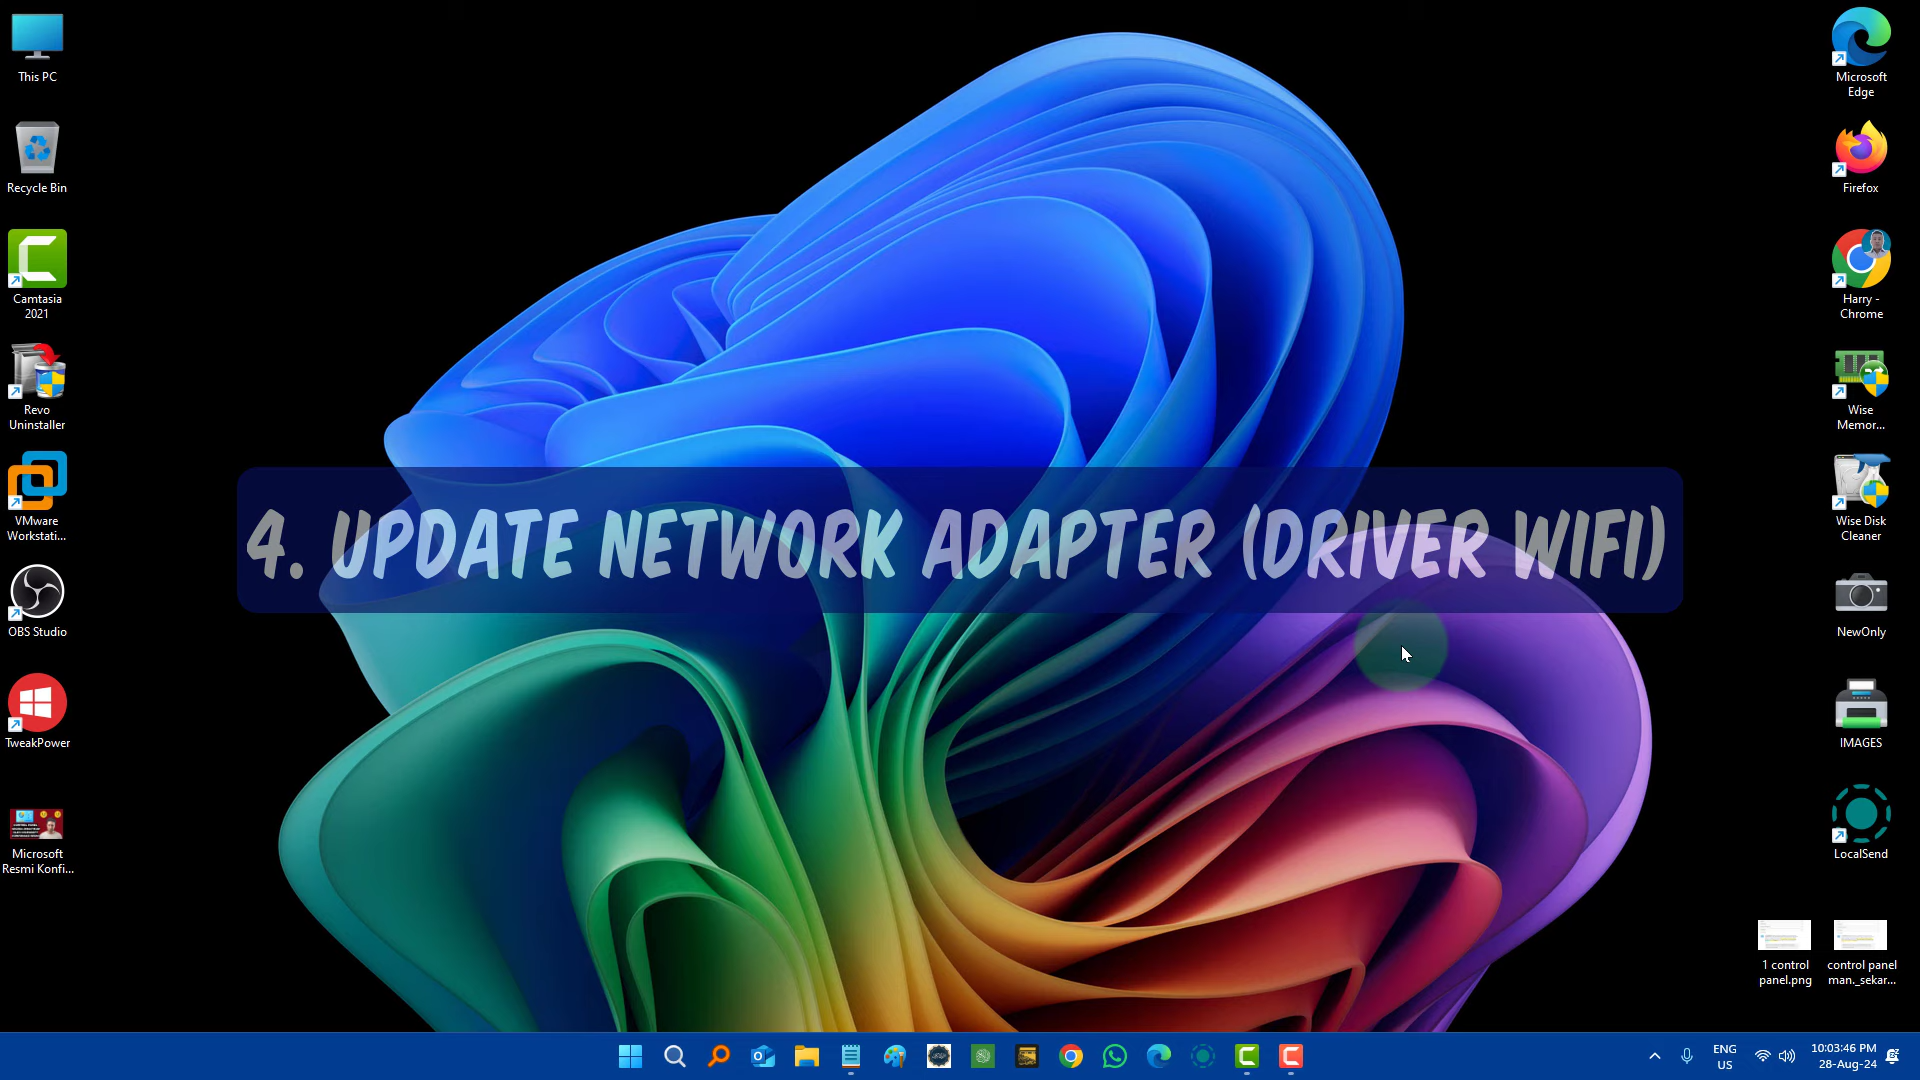 This PC
Recycle Bin
Camtasia
2021
Revo
Uninstaller
VMware
Workstati...
OBS Studio
TweakPower
Microsoft
Resmi Konfi...
4. UPDATE NETWORK ADAPTER (DRIVER WIFI)
Microsoft
Edge
Firefox
Harry -
Chrome
Wise
Memor...
Wise Disk
Cleaner
NewOnly
IMAGES
LocalSend
1 control
panel.png
control panel
man._sekar...
ENG
US
10:03:46 PM
28-Aug-24